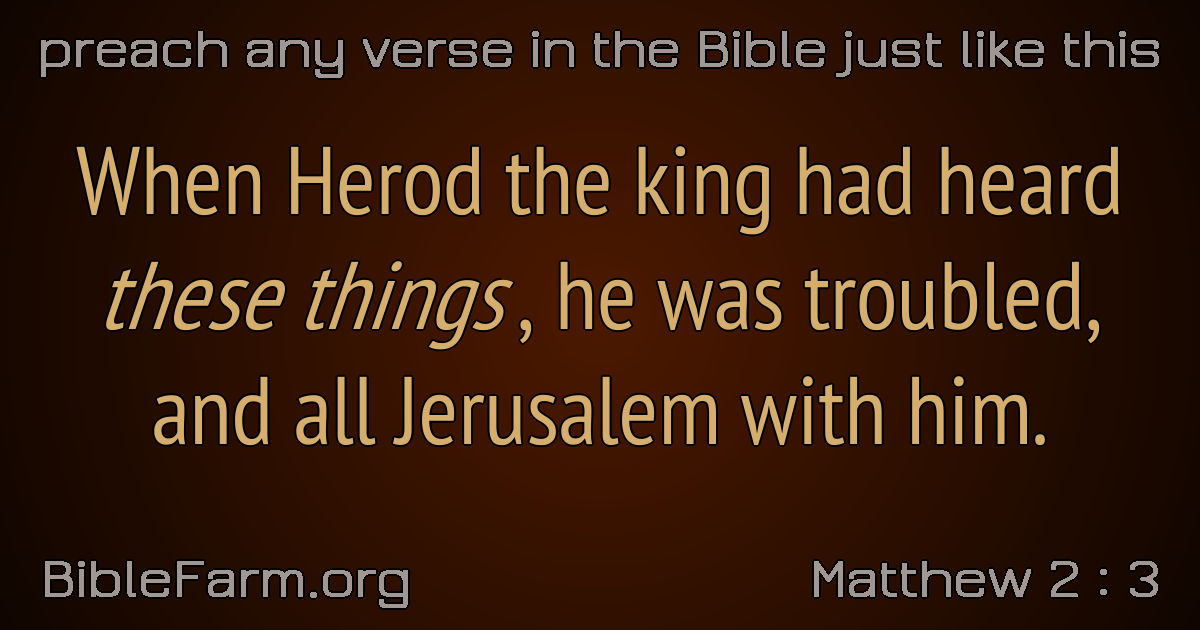 preach any verse in the Bible just like this
When Herod the king had heard
these things, he was troubled,
and all Jerusalem with him.
BibleFarm.org
Matthew 2 : 3